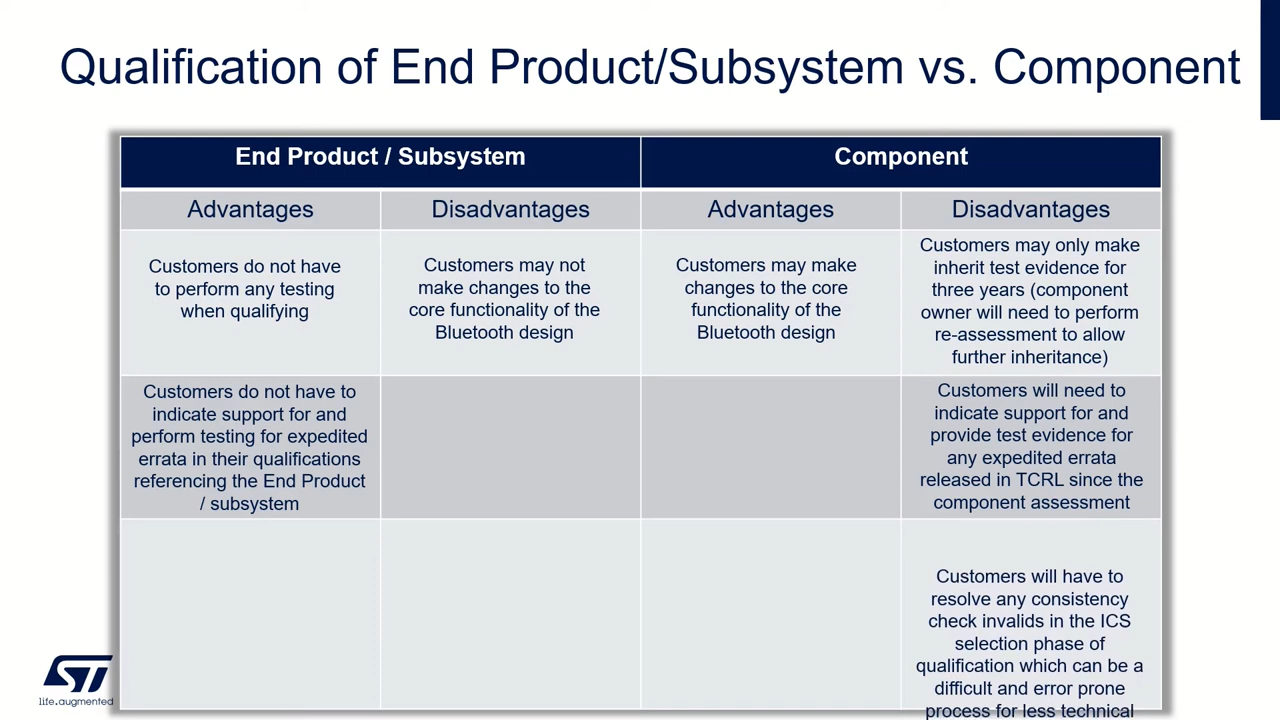 Qualification of End Product/Subsystem vs. Component
End Product / Subsystem
Component
Advantages
Disadvantages
Advantages
Disadvantages
Customers do not have
to perform any testing
when qualifying
Customers may not
make changes to the
core functionality of the
Bluetooth design
Customers may make
changes to the core
functionality of the
Bluetooth design
Customers may only make
inherit test evidence for
three years (component
owner will need to perform
re-assessment to allow
further inheritance)
Customers do not have to
indicate support for and
perform testing for expedited
errata in their qualifications
referencing the End Product
/ subsystem
Customers will need to
indicate support for and
provide test evidence for
any expedited errata
released in TCRL since the
component assessment
Customers will have to
resolve any consistency
check invalids in the ICS
selection phase of
qualification which can be a
difficult and error prone
process for less technical
ST
life.augmented